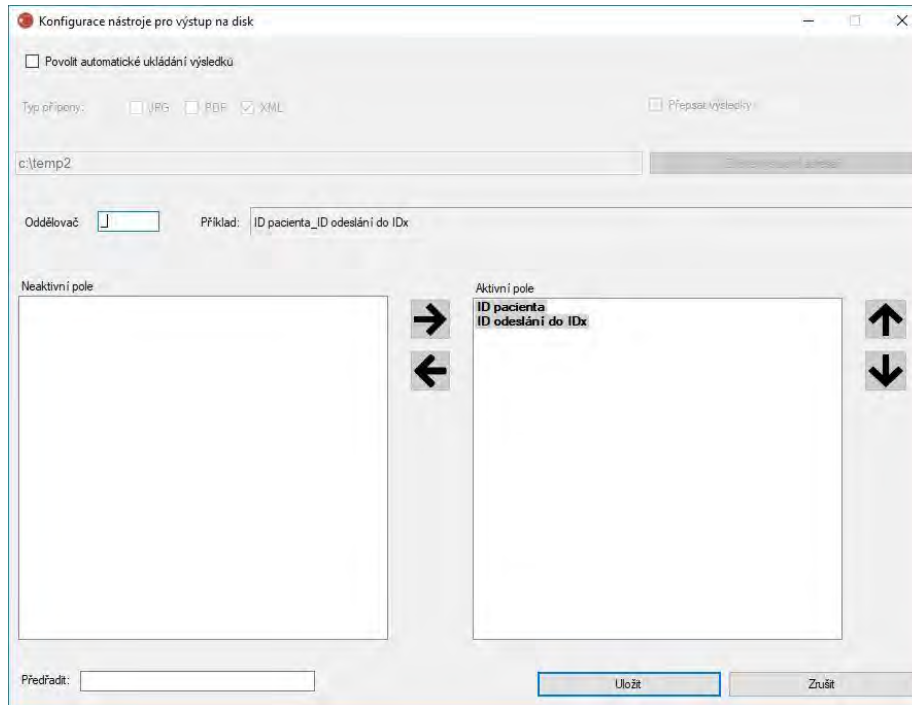 Konfigurace nástroje pro výstup na disk
Povolit automatické ukládání výsledků
Typ přípony: JPG PDF XML Přepsat výsledky
c:\temp2
Oddělovač _ Příklad: ID pacienta_ID odeslání do IDx
Neaktivní pole Aktivní pole
ID pacienta
ID odeslání do IDx
Předřadit: Uložit Zrušit